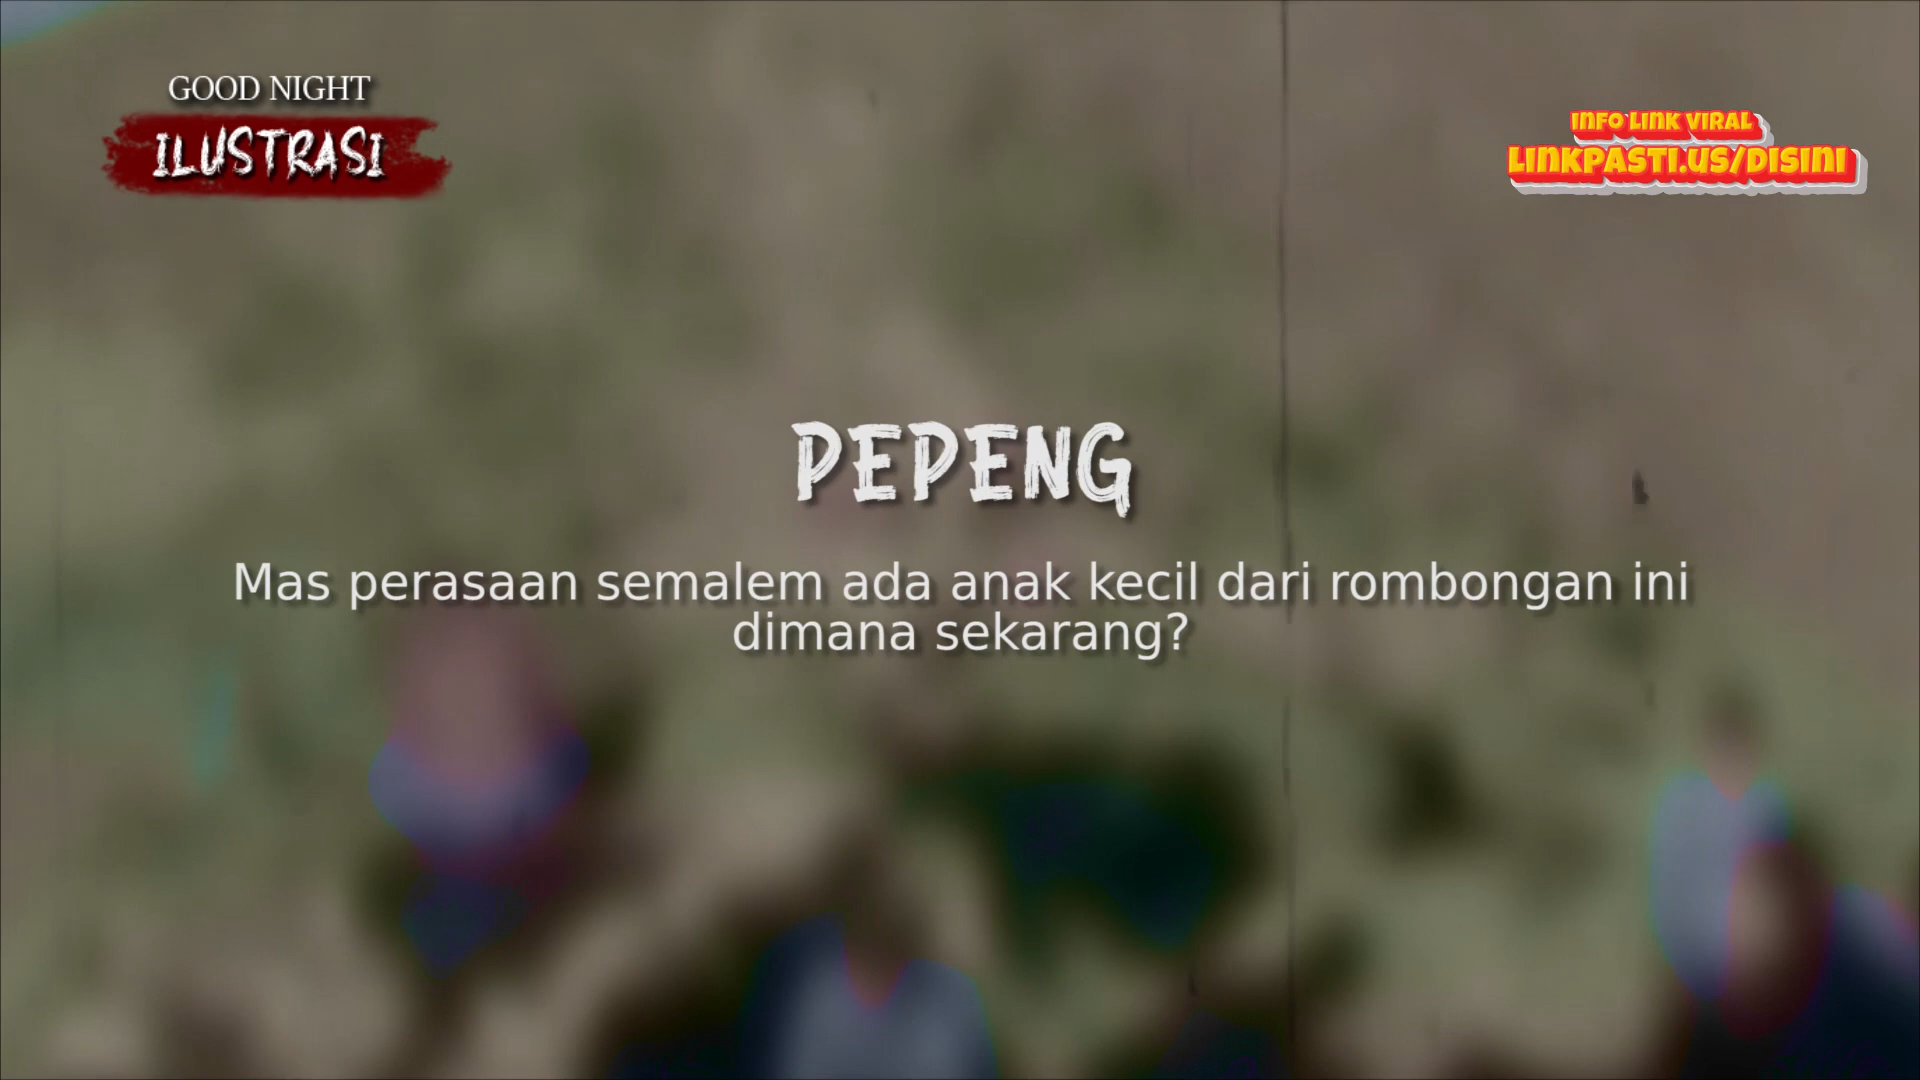 GOOD NIGHT
ILUSTRASI
INFO LINK VIRAL
LINKPASTI.US/DISINI
PEPENG
Mas perasaan semalem ada anak kecil dari rombongan ini
dimana sekarang?